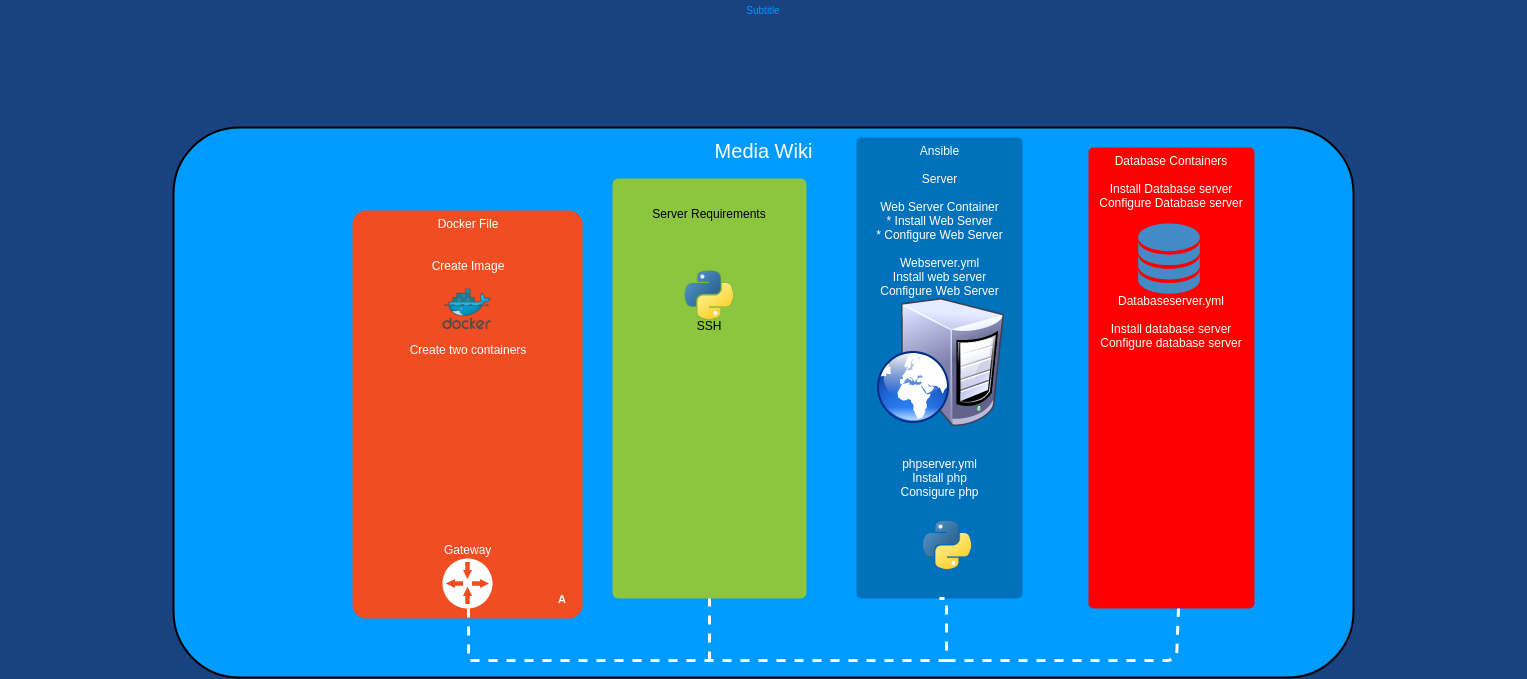 Subtitle
Media Wiki
Docker File
Create Image
docker
Create two containers
Gateway
A
Server Requirements
SSH
Ansible
Server
Web Server Container
* Install Web Server
* Configure Web Server
Webserver.yml
Install web server
Configure Web Server
phpserver.yml
Install php
Consigure php
Database Containers
Install Database server
Configure Database server
Databaseserver.yml
Install database server
Configure database server